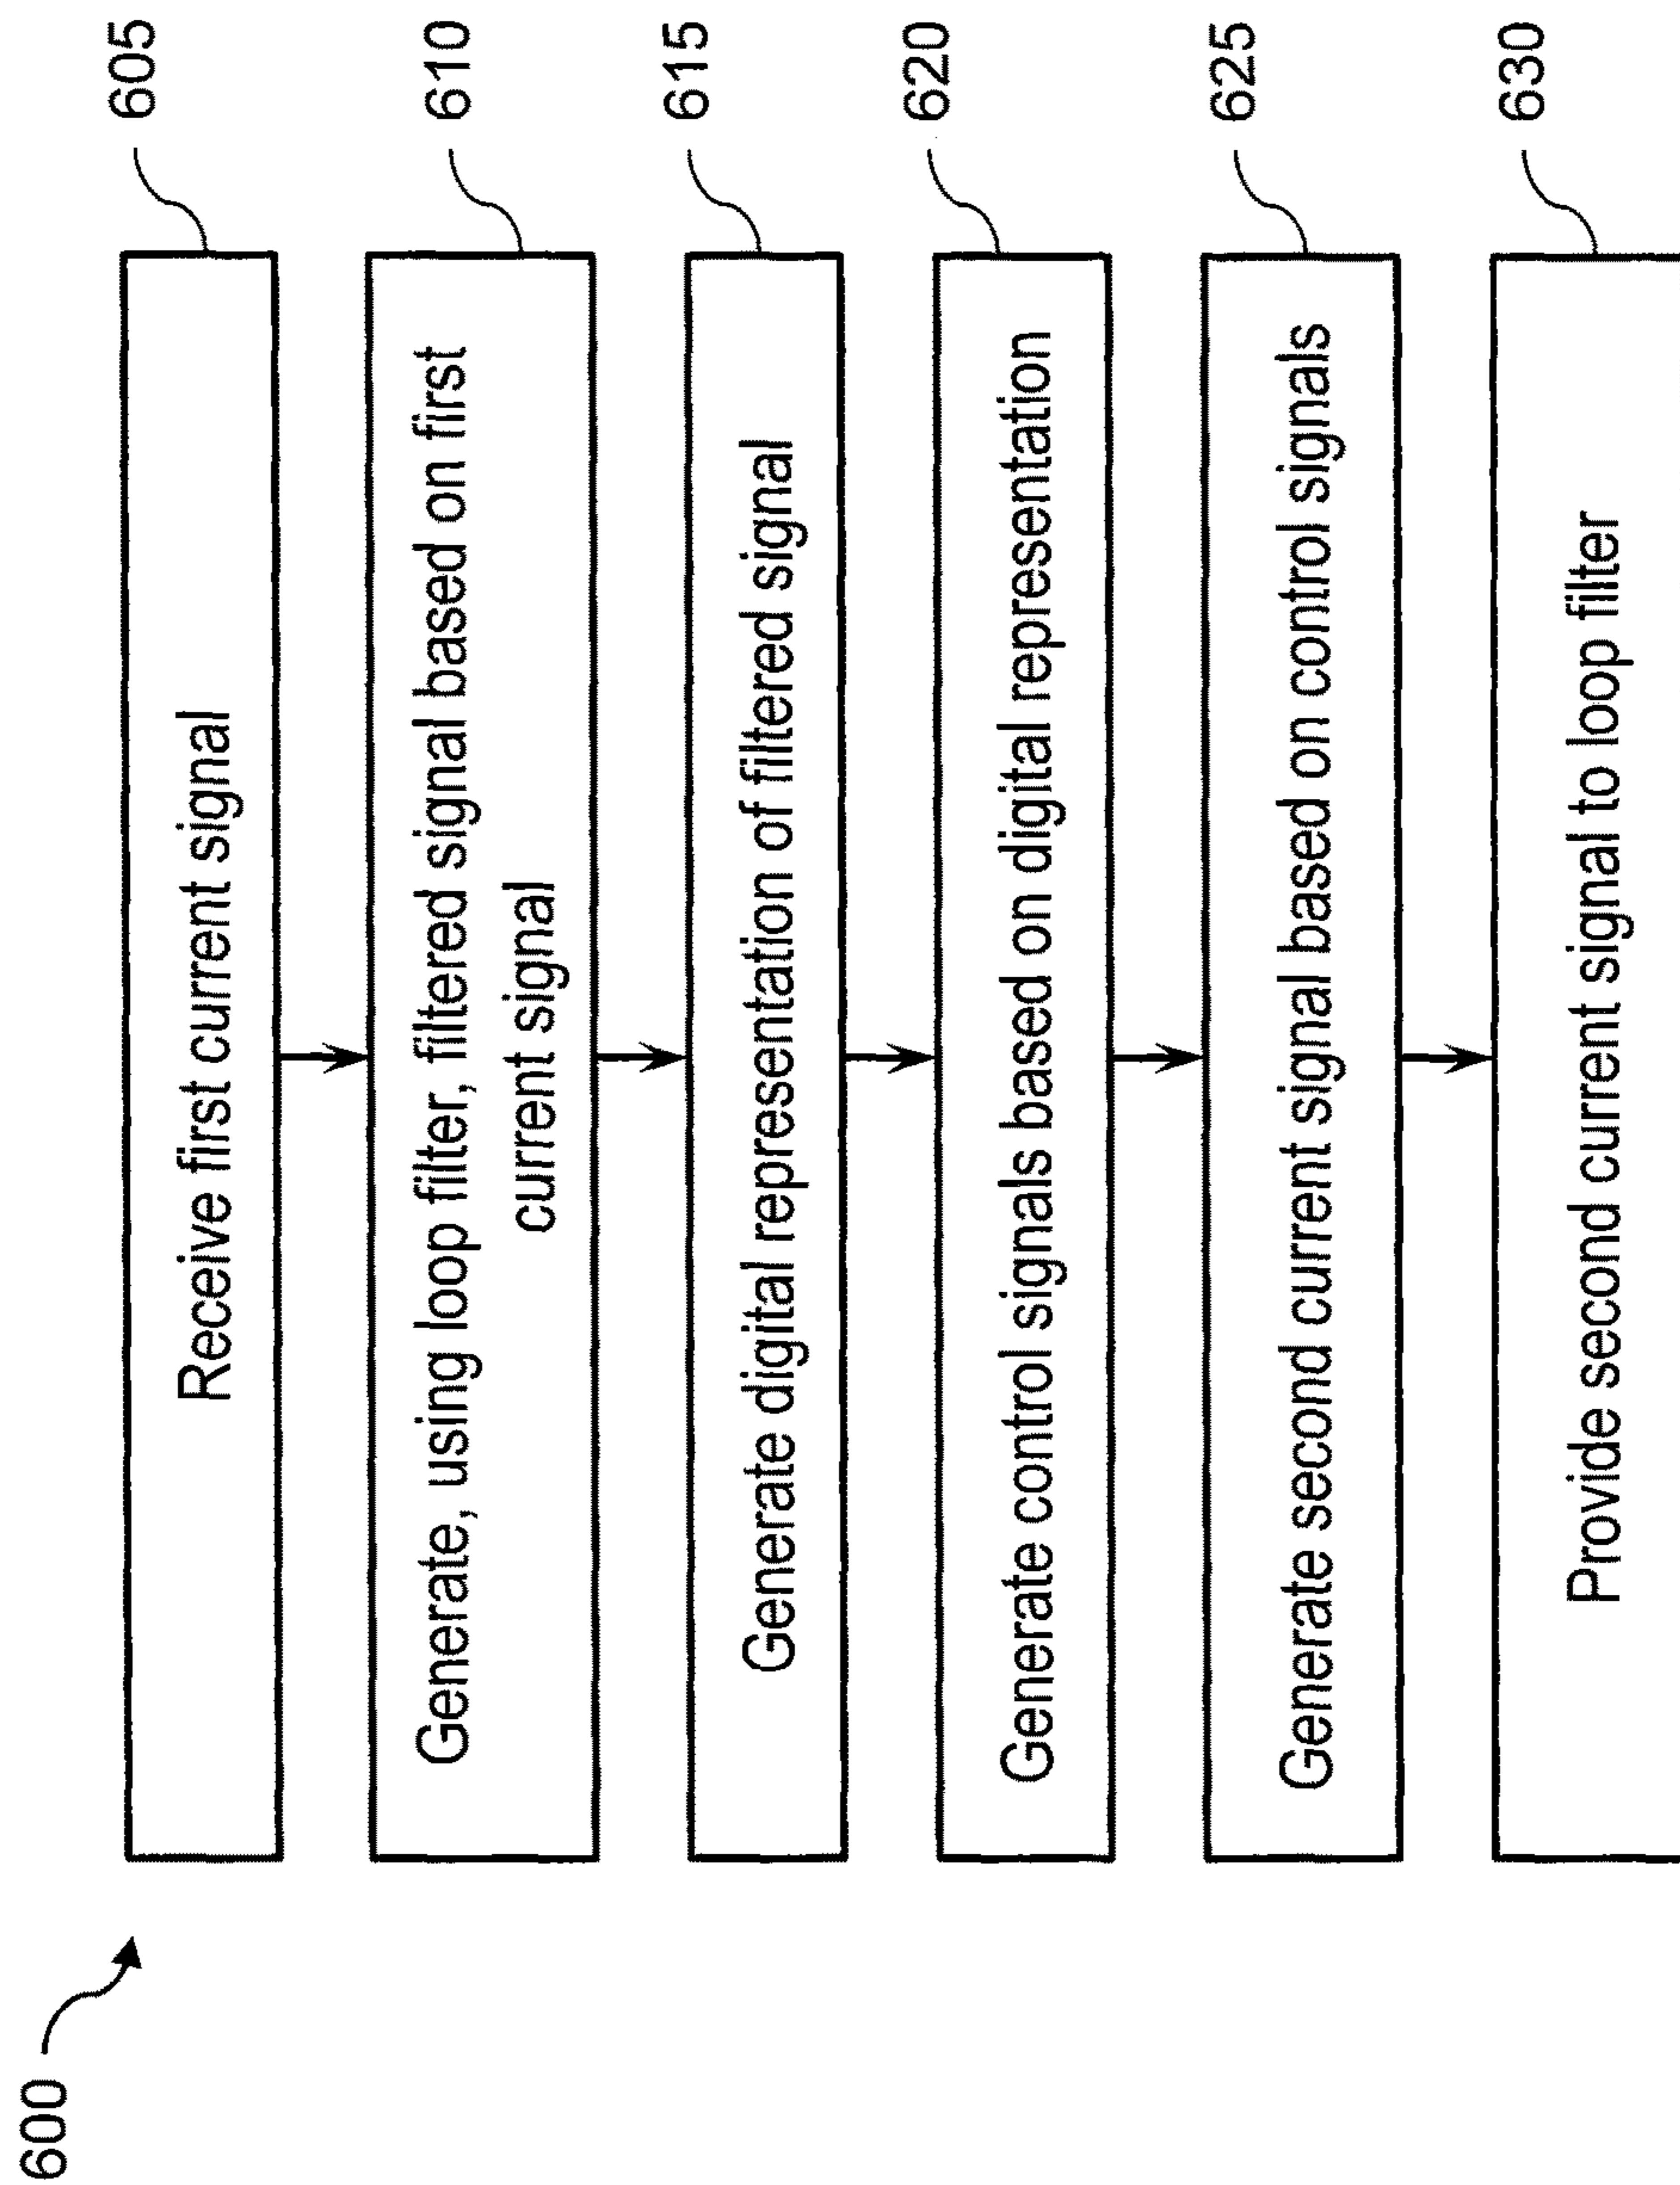 600
Receive first current signal
605
Generate, using loop filter, filtered signal based on first
current signal
610
Generate digital representation of filtered signal
615
Generate control signals based on digital representation
620
Generate second current signal based on control signals
625
Provide second current signal to loop filter
630